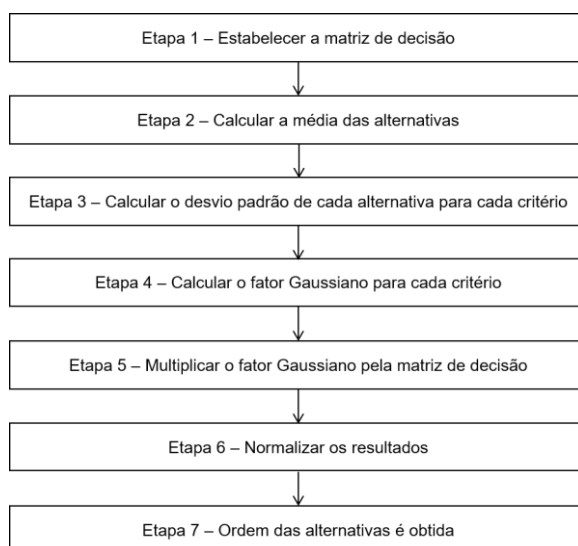 Etapa 1 – Estabelecer a matriz de decisão
Etapa 2 – Calcular a média das alternativas
Etapa 3 – Calcular o desvio padrão de cada alternativa para cada critério
Etapa 4 – Calcular o fator Gaussiano para cada critério
Etapa 5 – Multiplicar o fator Gaussiano pela matriz de decisão
Etapa 6 – Normalizar os resultados
Etapa 7 – Ordem das alternativas é obtida